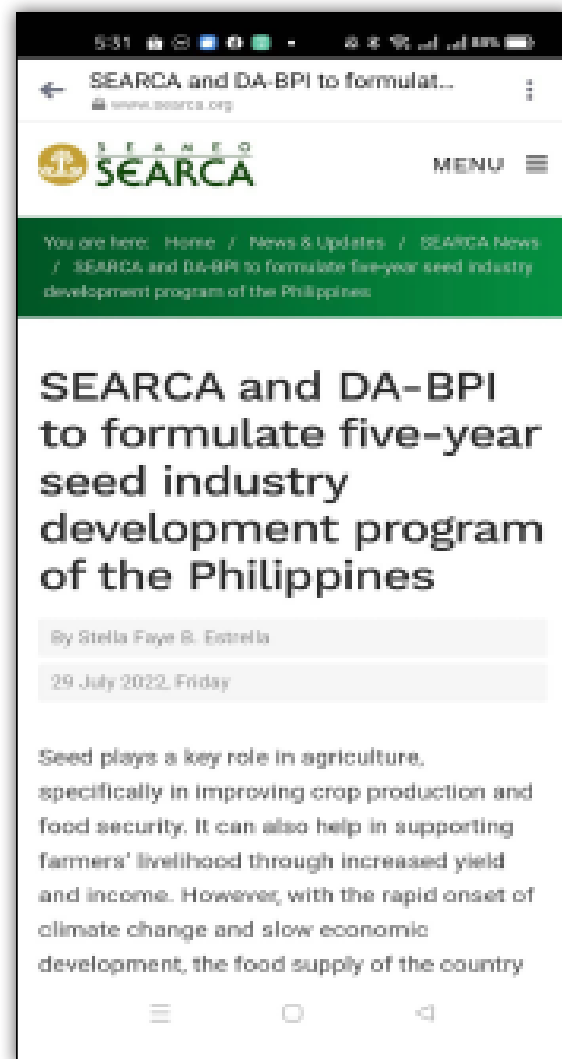 5:31
SEARCA and DA-BPI to formulat...
www.searca.org
SEAMEO
SEARCA
MENU
You are here: Home / News & Updates / SEARCA News
/ SEARCA and DA-BPI to formulate five-year seed industry
development program of the Philippines
SEARCA and DA-BPI
to formulate five-year
seed industry
development program
of the Philippines
By Stella Faye B. Estrella
29 July 2022, Friday
Seed plays a key role in agriculture,
specifically in improving crop production and
food security. It can also help in supporting
farmers' livelihood through increased yield
and income. However, with the rapid onset of
climate change and slow economic
development, the food supply of the country